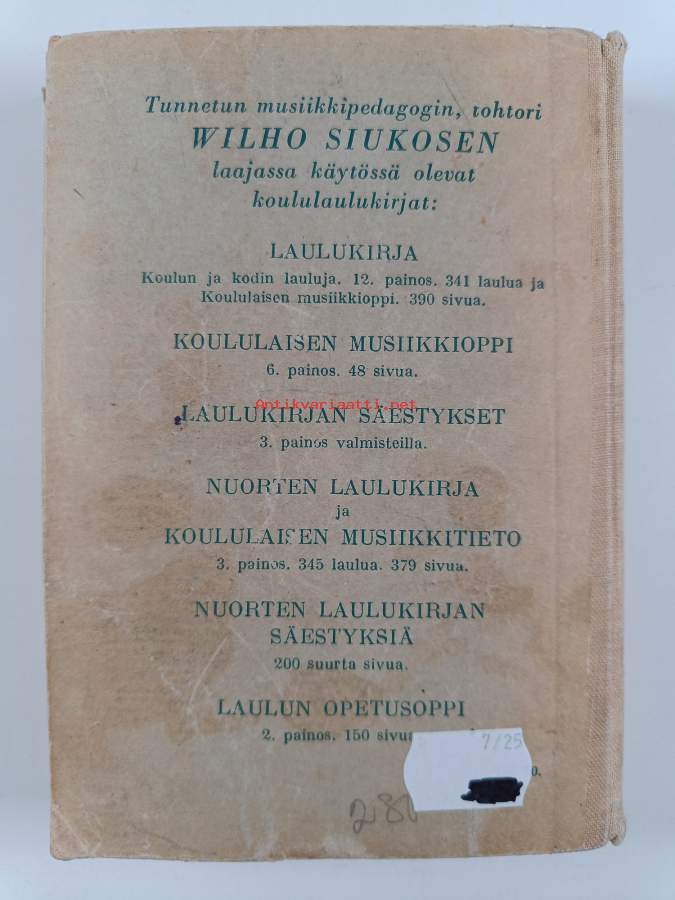 Tunnetun musiikkipedagogin, tohtori
WILHO SIUKOSEN
laajassa käytössä olevat
koululaulukirjat:
LAULUKIRJA
Koulun ja kodin lauluja. 12. painos. 341 laulua ja
Koululaisen musiikkioppi. 390 sivua.
KOULULAISEN MUSIIKKIOPPI
6. painos. 48 sivua.
Antikvariaatti.net
LAULUKIRJAN SÄESTYKSET
3. painos valmisteilla.
NUORTEN LAULUKIRJA
ja
KOULULAISEN MUSIIKKITIETO
3. painos. 345 laulua. 379 sivua.
NUORTEN LAULUKIRJAN
SÄESTYKSIÄ
200 suurta sivua.
LAULUN OPETUSOPPI
2. painos. 150 sivu
7/25
0.